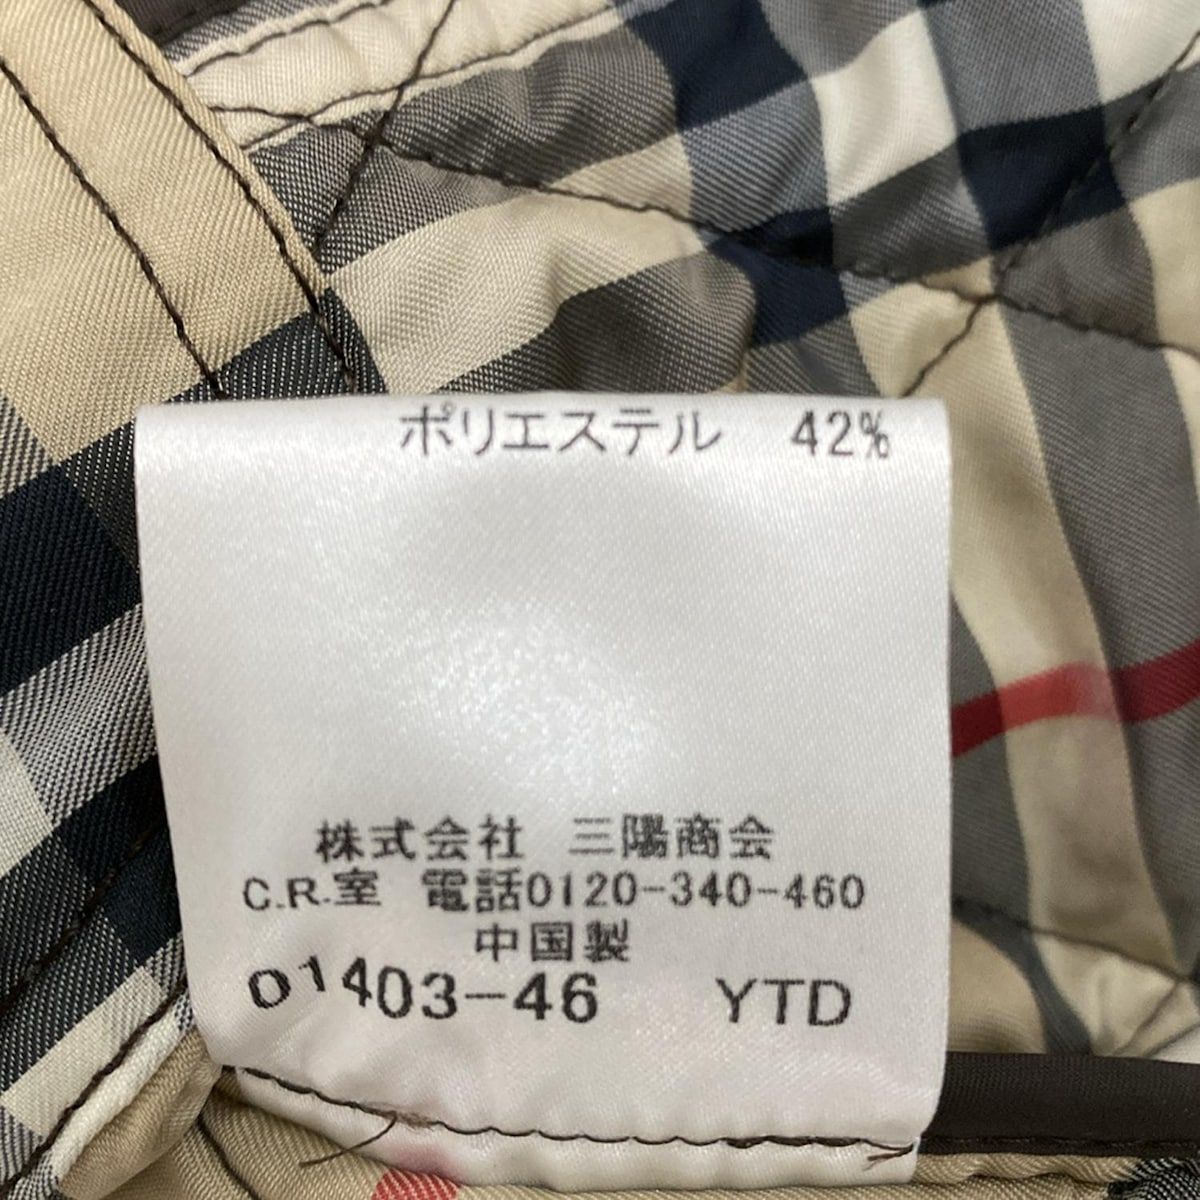 ポリエステル 42%
株式会社 三陽商会
C.R.室 電話0120-340-460
中国製
01403-46 YTD